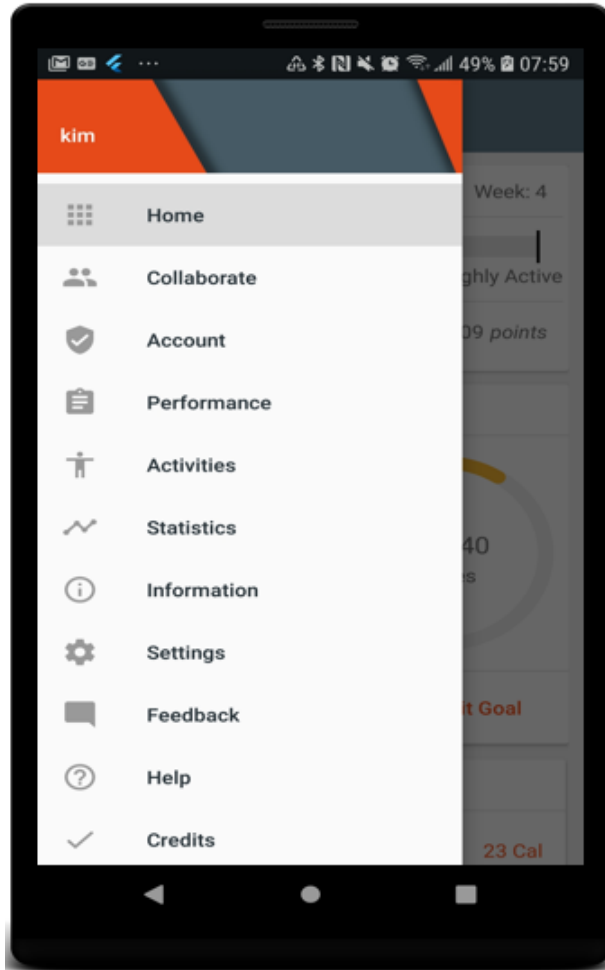 49% 07:59
kim
Week: 4
Home
Collaborate
Account
Performance
Activities
Statistics
Information
Settings
Feedback
Help
Credits
ghly Active
09 points
40
s
it Goal
23 Cal